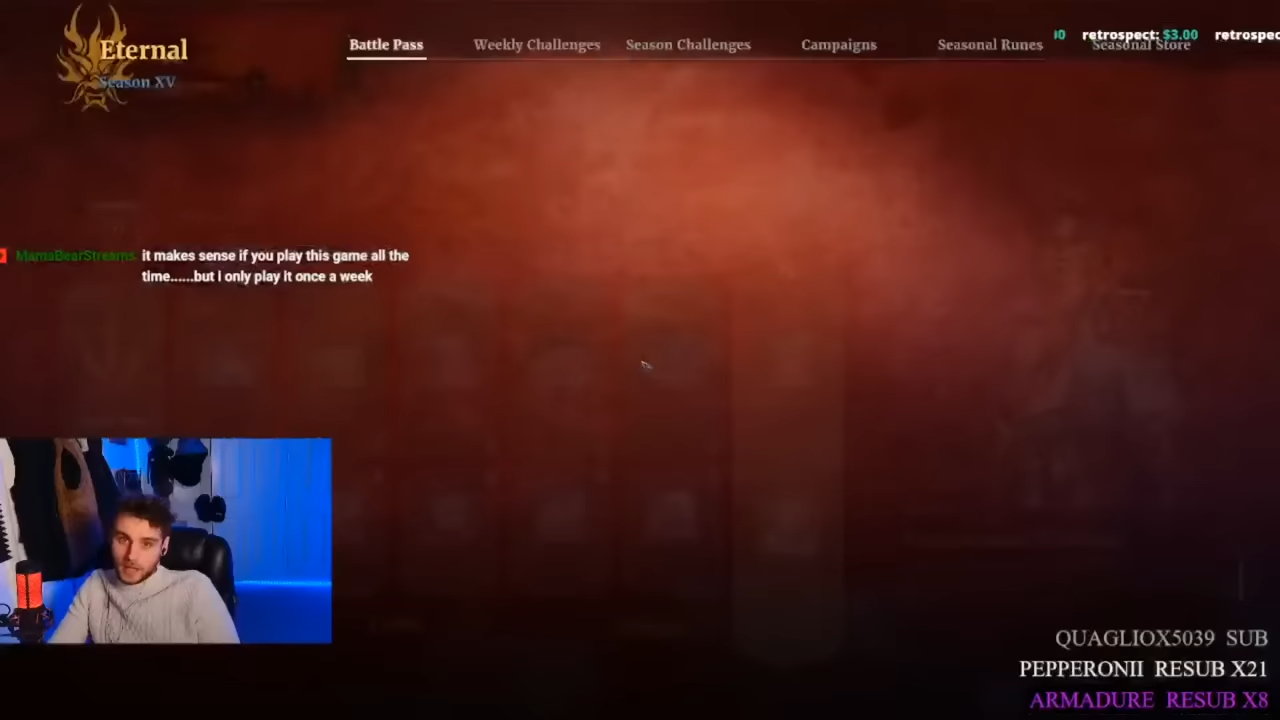 Eternal
Season XV
Battle Pass
Weekly Challenges
Season Challenges
Campaigns
Seasonal Runes
Seasonal Store
retrospect: $3.00
MamaBearStreams it makes sense if you play this game all the
time......but i only play it once a week
QUAGLIOX5039 SUB
PEPPERONII RESUB X21
ARMADURE RESUB X8